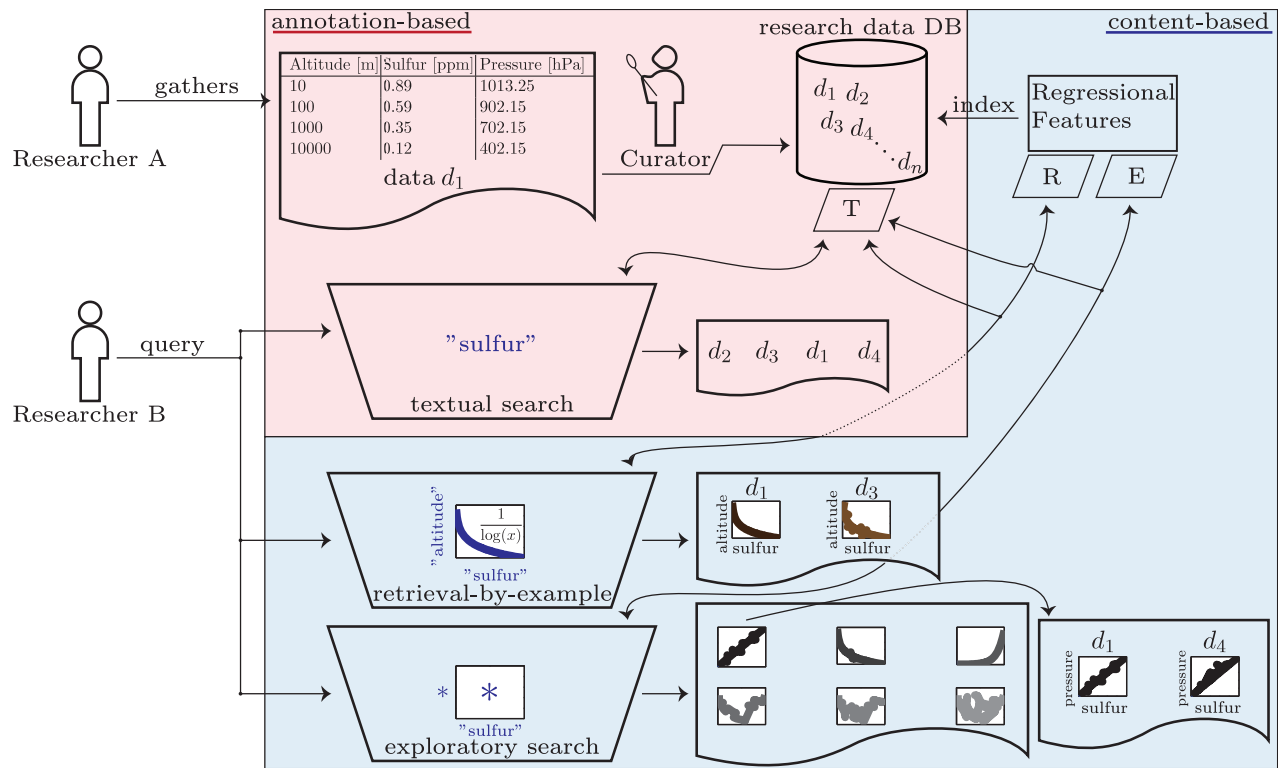 annotation-based
research data DB
content-based
Altitude [m] Sulfur [ppm] Pressure [hPa]
10 0.89 1013.25
100 0.59 902.15
1000 0.35 702.15
10000 0.12 402.15
data d1
gathers
Researcher A
Curator
d1 d2
d3 d4
... dn
index
Regressional
Features
T
R
E
query
Researcher B
"sulfur"
textual search
d2 d3 d1 d4
"altitude"
1
log(x)
"sulfur"
retrieval-by-example
d1
altitude
sulfur
d3
altitude
sulfur
*
*
"sulfur"
exploratory search
d1
pressure
sulfur
d4
pressure
sulfur